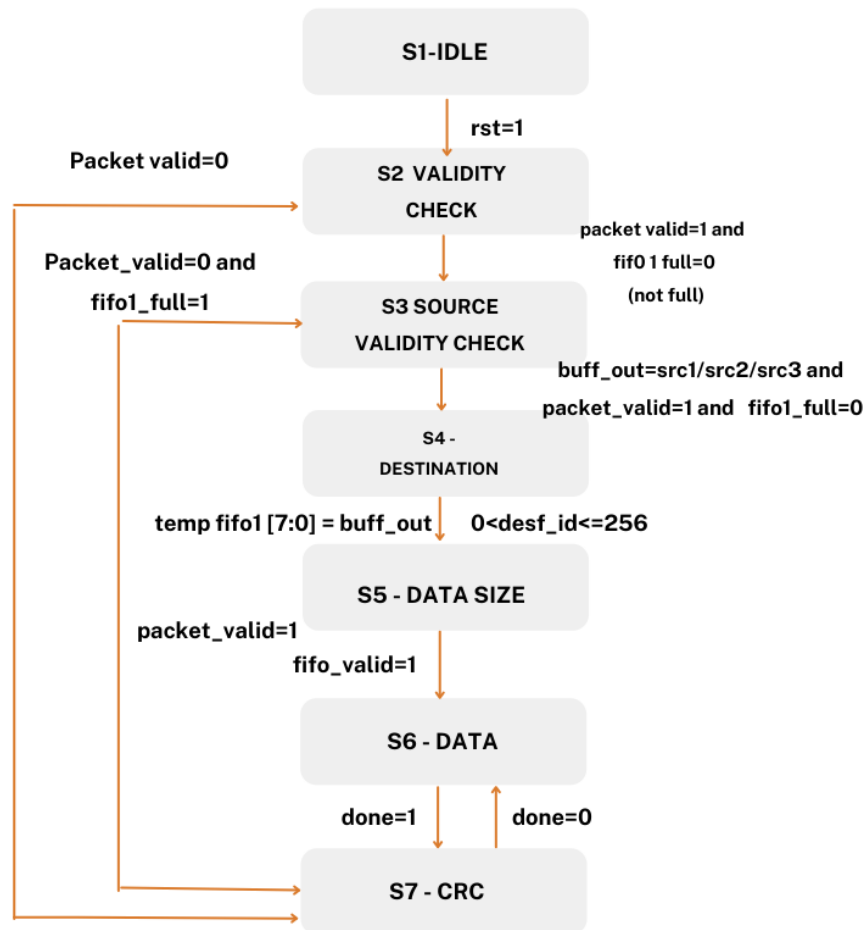 S1-IDLE
rst=1
Packet valid=0
S2 VALIDITY
CHECK
packet valid=1 and
fif0 1 full=0
(not full)
Packet_valid=0 and
fifo1_full=1
S3 SOURCE
VALIDITY CHECK
buff_out=src1/src2/src3 and
packet_valid=1 and fifo1_full=0
S4 -
DESTINATION
temp fifo1 [7:0] = buff_out
0<desf_id<=256
S5 - DATA SIZE
packet_valid=1
fifo_valid=1
S6 - DATA
done=1
done=0
S7 - CRC